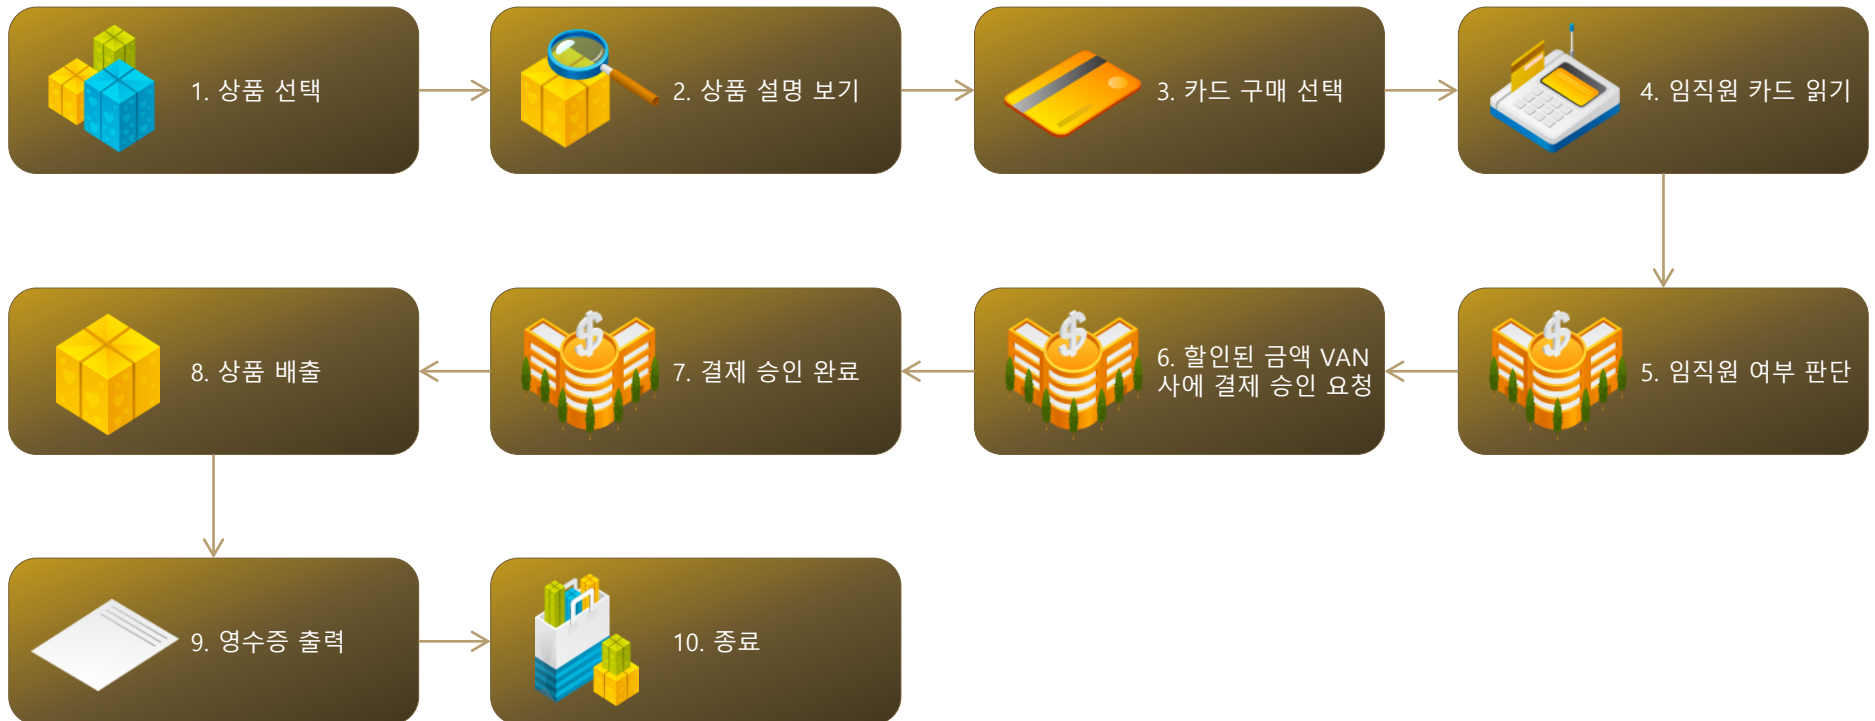 1. 상품 선택
2. 상품 설명 보기
3. 카드 구매 선택
4. 임직원 카드 읽기
5. 임직원 여부 판단
6. 할인된 금액 VAN
사에 결제 승인 요청
7. 결제 승인 완료
8. 상품 배출
9. 영수증 출력
10. 종료